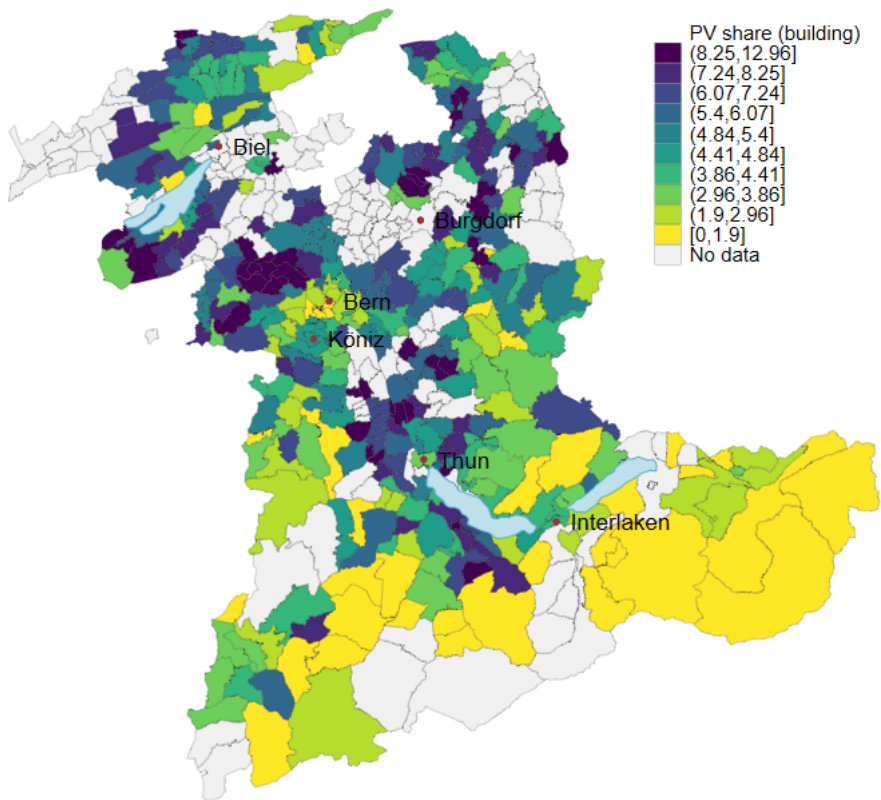 PV share (building)
(8.25,12.96]
(7.24,8.25]
(6.07,7.24]
(5.4,6.07]
(4.84,5.4]
(4.41,4.84]
(3.86,4.41]
(2.96,3.86]
(1.9,2.96]
[0,1.9]
No data
Biel
Burgdorf
Bern
Köniz
Thun
Interlaken